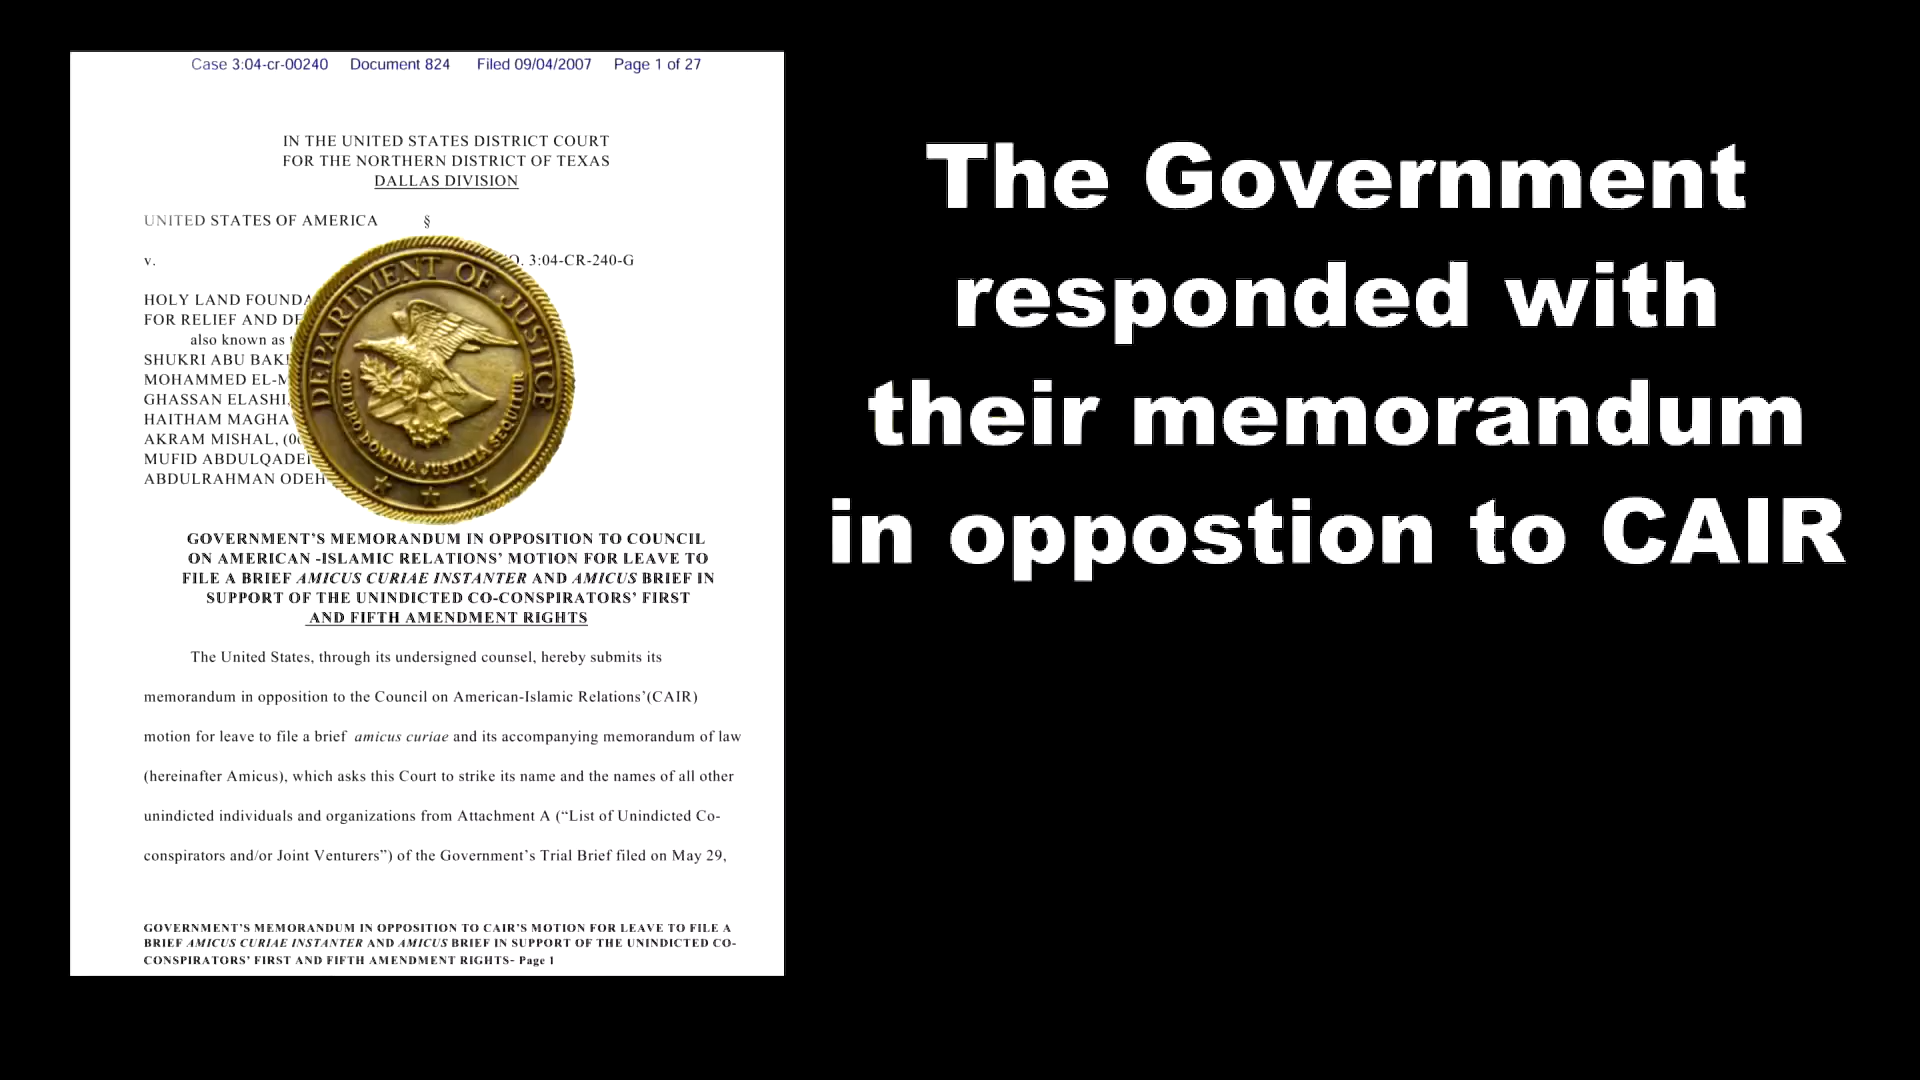 Case 3:04-cr-00240 Document 824 Filed 09/04/2007 Page 1 of 27
IN THE UNITED STATES DISTRICT COURT
FOR THE NORTHERN DISTRICT OF TEXAS
DALLAS DIVISION
UNITED STATES OF AMERICA §
v. 3:04-CR-240-G
HOLY LAND
FOR RELIEF AND
also known as
SHUKRI ABU
MOHAMMED
GHASSAN ELASHI,
HAITHAM
AKRAM MISHAL,
MUFID
ABDULRAHMAN ODEH
DEPARTMENT OF JUSTICE
QUI PRO DOMINA JUSTITIA SEQUITUR
GOVERNMENT’S MEMORANDUM IN OPPOSITION TO COUNCIL
ON AMERICAN -ISLAMIC RELATIONS’ MOTION FOR LEAVE TO
FILE A BRIEF AMICUS CURIAE INSTANTER AND AMICUS BRIEF IN
SUPPORT OF THE UNINDICTED CO-CONSPIRATORS’ FIRST
AND FIFTH AMENDMENT RIGHTS
The United States, through its undersigned counsel, hereby submits its
memorandum in opposition to the Council on American-Islamic Relations’(CAIR)
motion for leave to file a brief amicus curiae and its accompanying memorandum of law
(hereinafter Amicus), which asks this Court to strike its name and the names of all other
unindicted individuals and organizations from Attachment A (“List of Unindicted Co-
conspirators and/or Joint Venturers”) of the Government’s Trial Brief filed on May 29,
GOVERNMENT’S MEMORANDUM IN OPPOSITION TO CAIR’S MOTION FOR LEAVE TO FILE A
BRIEF AMICUS CURIAE INSTANTER AND AMICUS BRIEF IN SUPPORT OF THE UNINDICTED CO-
CONSPIRATORS’ FIRST AND FIFTH AMENDMENT RIGHTS- Page 1
The Government
responded with
their memorandum
in oppostion to CAIR